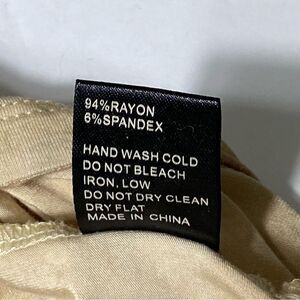 94%RAYON
6%SPANDEX
HAND WASH COLD
DO NOT BLEACH
IRON, LOW
DO NOT DRY CLEAN
DRY FLAT
MADE IN CHINA